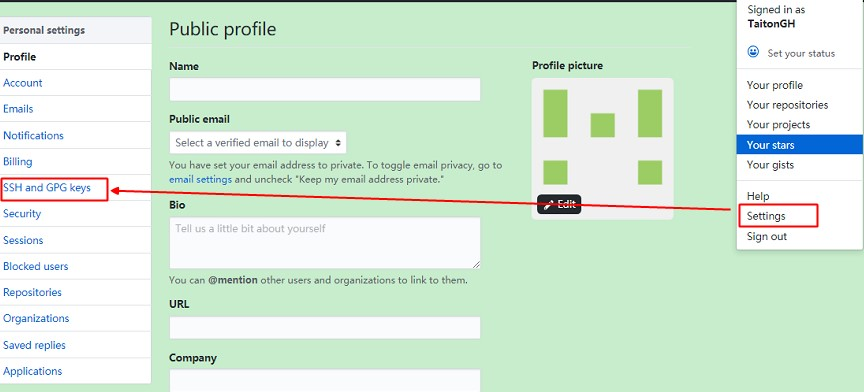 Personal settings
Profile
Account
Emails
Notifications
Billing
SSH and GPG keys
Security
Sessions
Blocked users
Repositories
Organizations
Saved replies
Applications
Public profile
Name
Public email
Select a verified email to display
You have set your email address to private. To toggle email privacy, go to
email settings and uncheck "Keep my email address private."
Bio
Tell us a little bit about yourself
You can @mention other users and organizations to link to them.
URL
Company
Profile picture
Edit
Signed in as
TaitonGH
Set your status
Your profile
Your repositories
Your projects
Your stars
Your gists
Help
Settings
Sign out